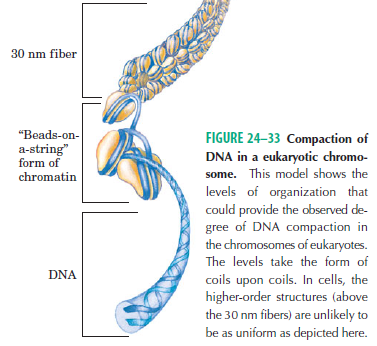 30 nm fiber
“Beads-on-
a-string”
form of
chromatin
DNA
FIGURE 24–33 Compaction of
DNA in a eukaryotic chromo-
some. This model shows the
levels of organization that
could provide the observed de-
gree of DNA compaction in
the chromosomes of eukaryotes.
The levels take the form of
coils upon coils. In cells, the
higher-order structures (above
the 30 nm fibers) are unlikely to
be as uniform as depicted here.